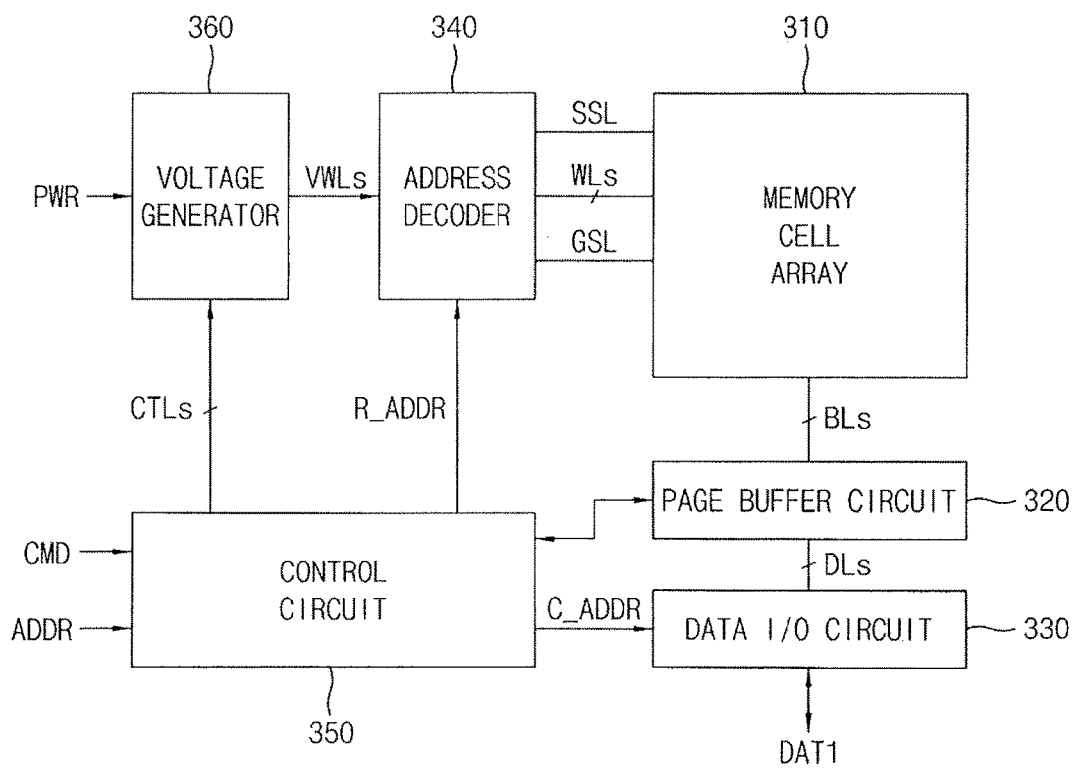 360
340
310
SSL
PWR
VOLTAGE
GENERATOR
VWLs
ADDRESS
DECODER
WLs
GSL
MEMORY
CELL
ARRAY
CTLs
R_ADDR
BLs
PAGE BUFFER CIRCUIT
320
CMD
DLs
CONTROL
CIRCUIT
ADDR
C_ADDR
DATA I/O CIRCUIT
330
350
DAT1